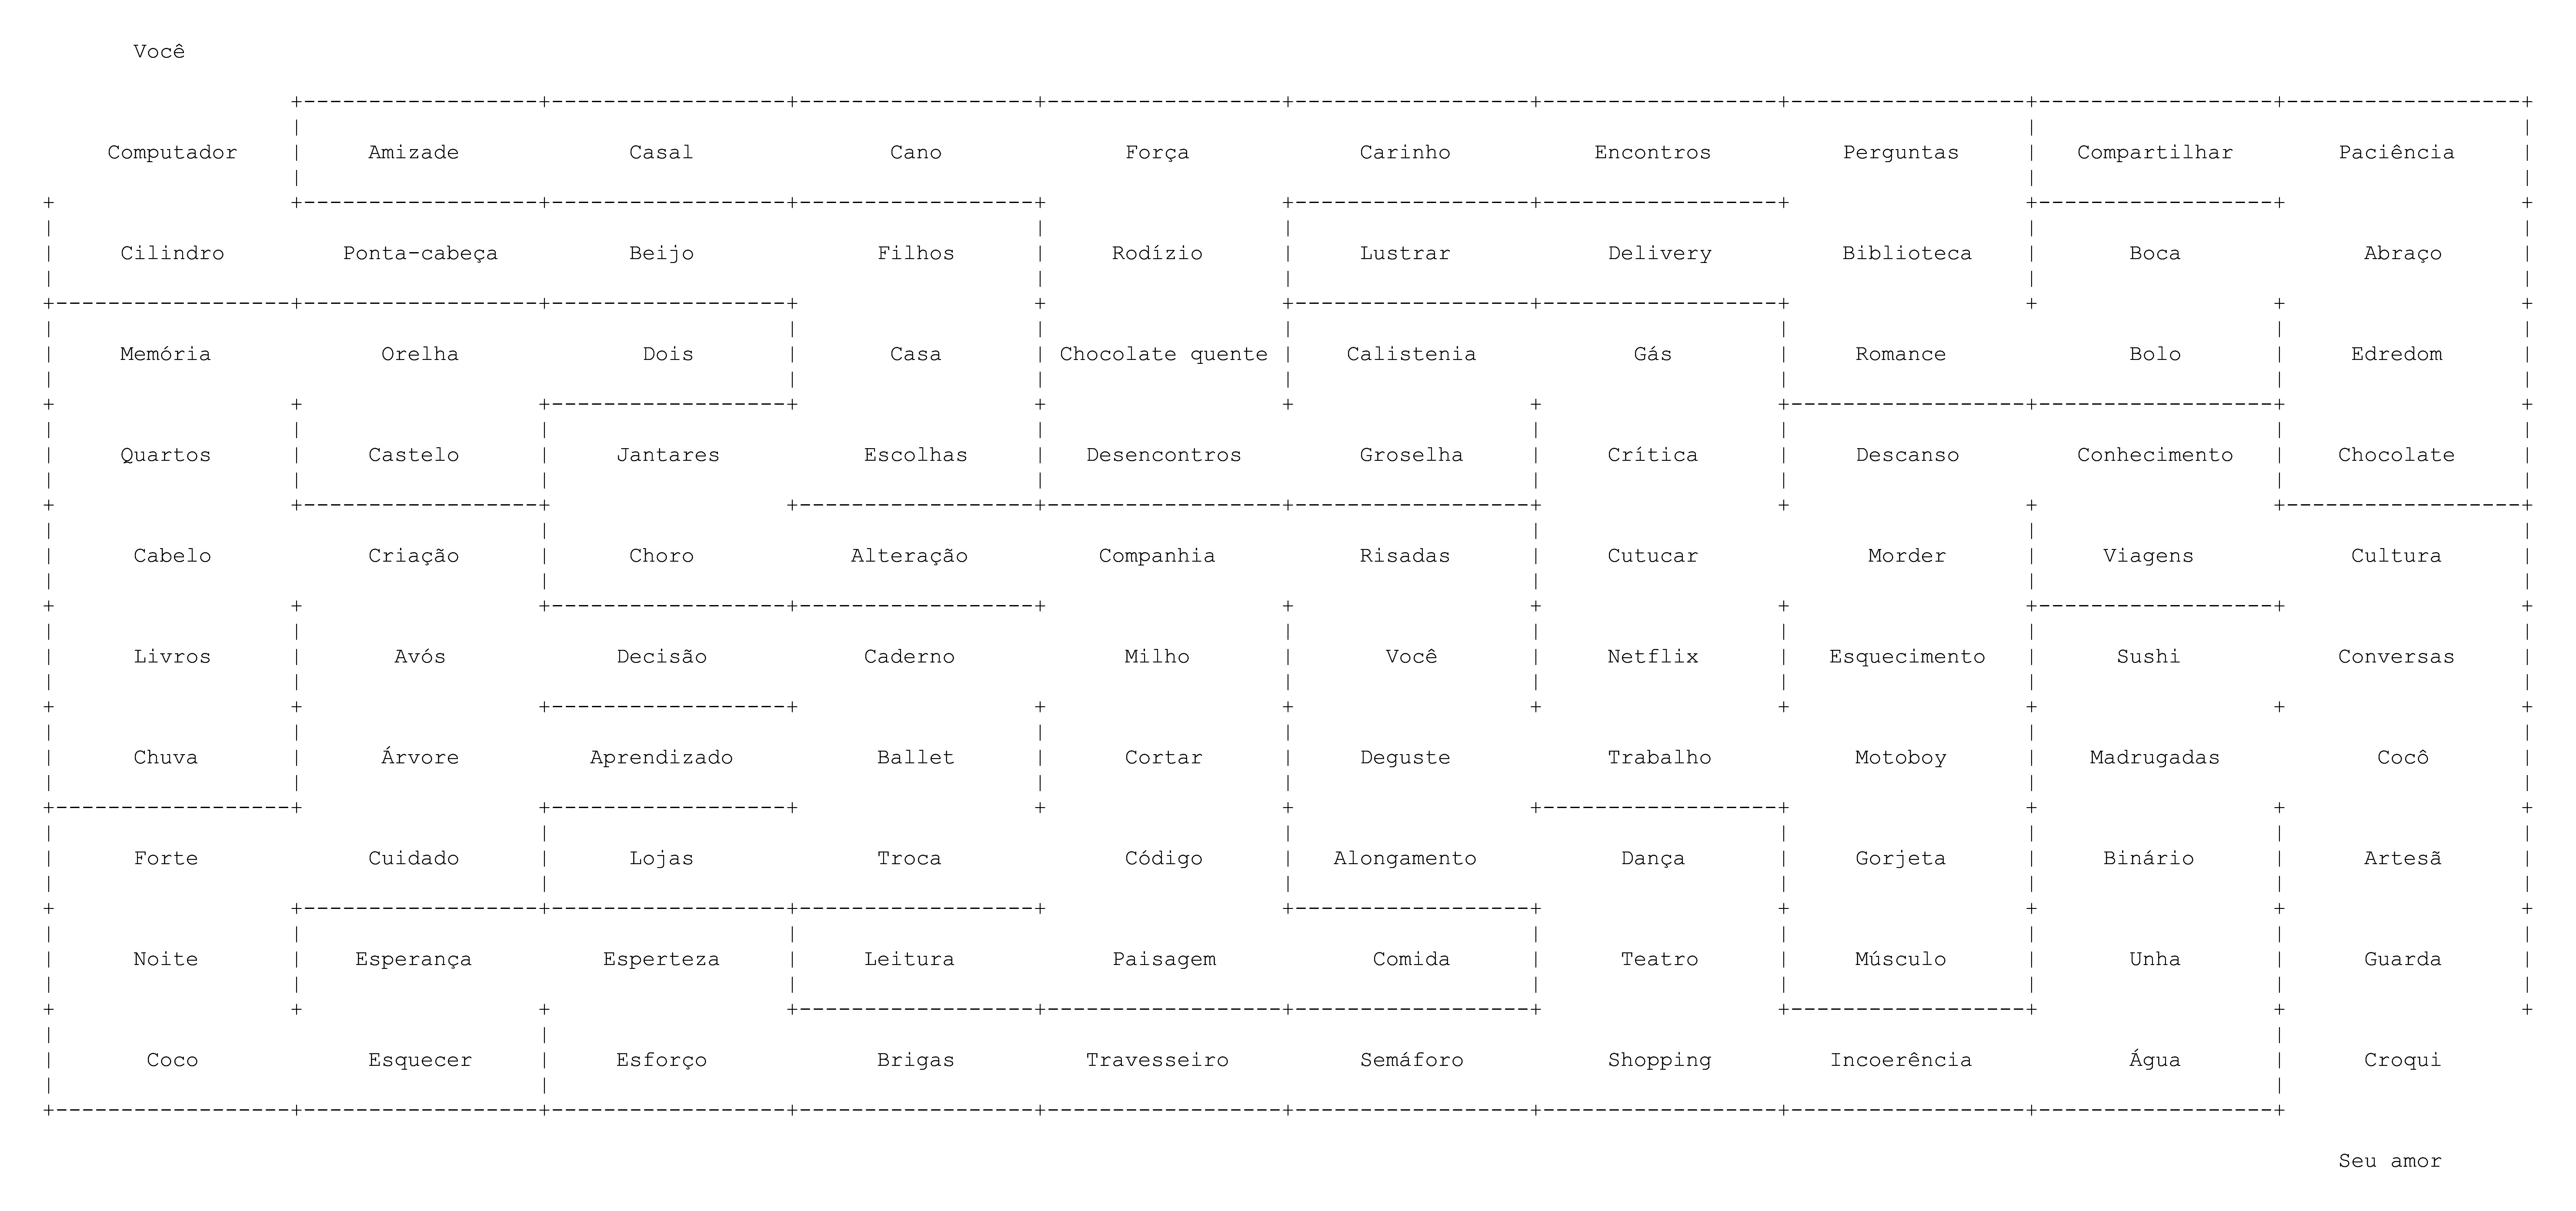 Você
Computador Amizade Casal Cano Força Carinho Encontros Perguntas Compartilhar Paciência
Cilindro Ponta-cabeça Beijo Filhos Rodízio Lustrar Delivery Biblioteca Boca Abraço
Memória Orelha Dois Casa Chocolate quente Calistenia Gás Romance Bolo Edredom
Quartos Castelo Jantares Escolhas Desencontros Groselha Crítica Descanso Conhecimento Chocolate
Cabelo Criação Choro Alteração Companhia Risadas Cutucar Morder Viagens Cultura
Livros Avós Decisão Caderno Milho Você Netflix Esquecimento Sushi Conversas
Chuva Árvore Aprendizado Ballet Cortar Deguste Trabalho Motoboy Madrugadas Cocô
Forte Cuidado Lojas Troca Código Alongamento Dança Gorjeta Binário Artesã
Noite Esperança Esperteza Leitura Paisagem Comida Teatro Músculo Unha Guarda
Coco Esquecer Esforço Brigas Travesseiro Semáforo Shopping Incoerência Água Croqui
Seu amor